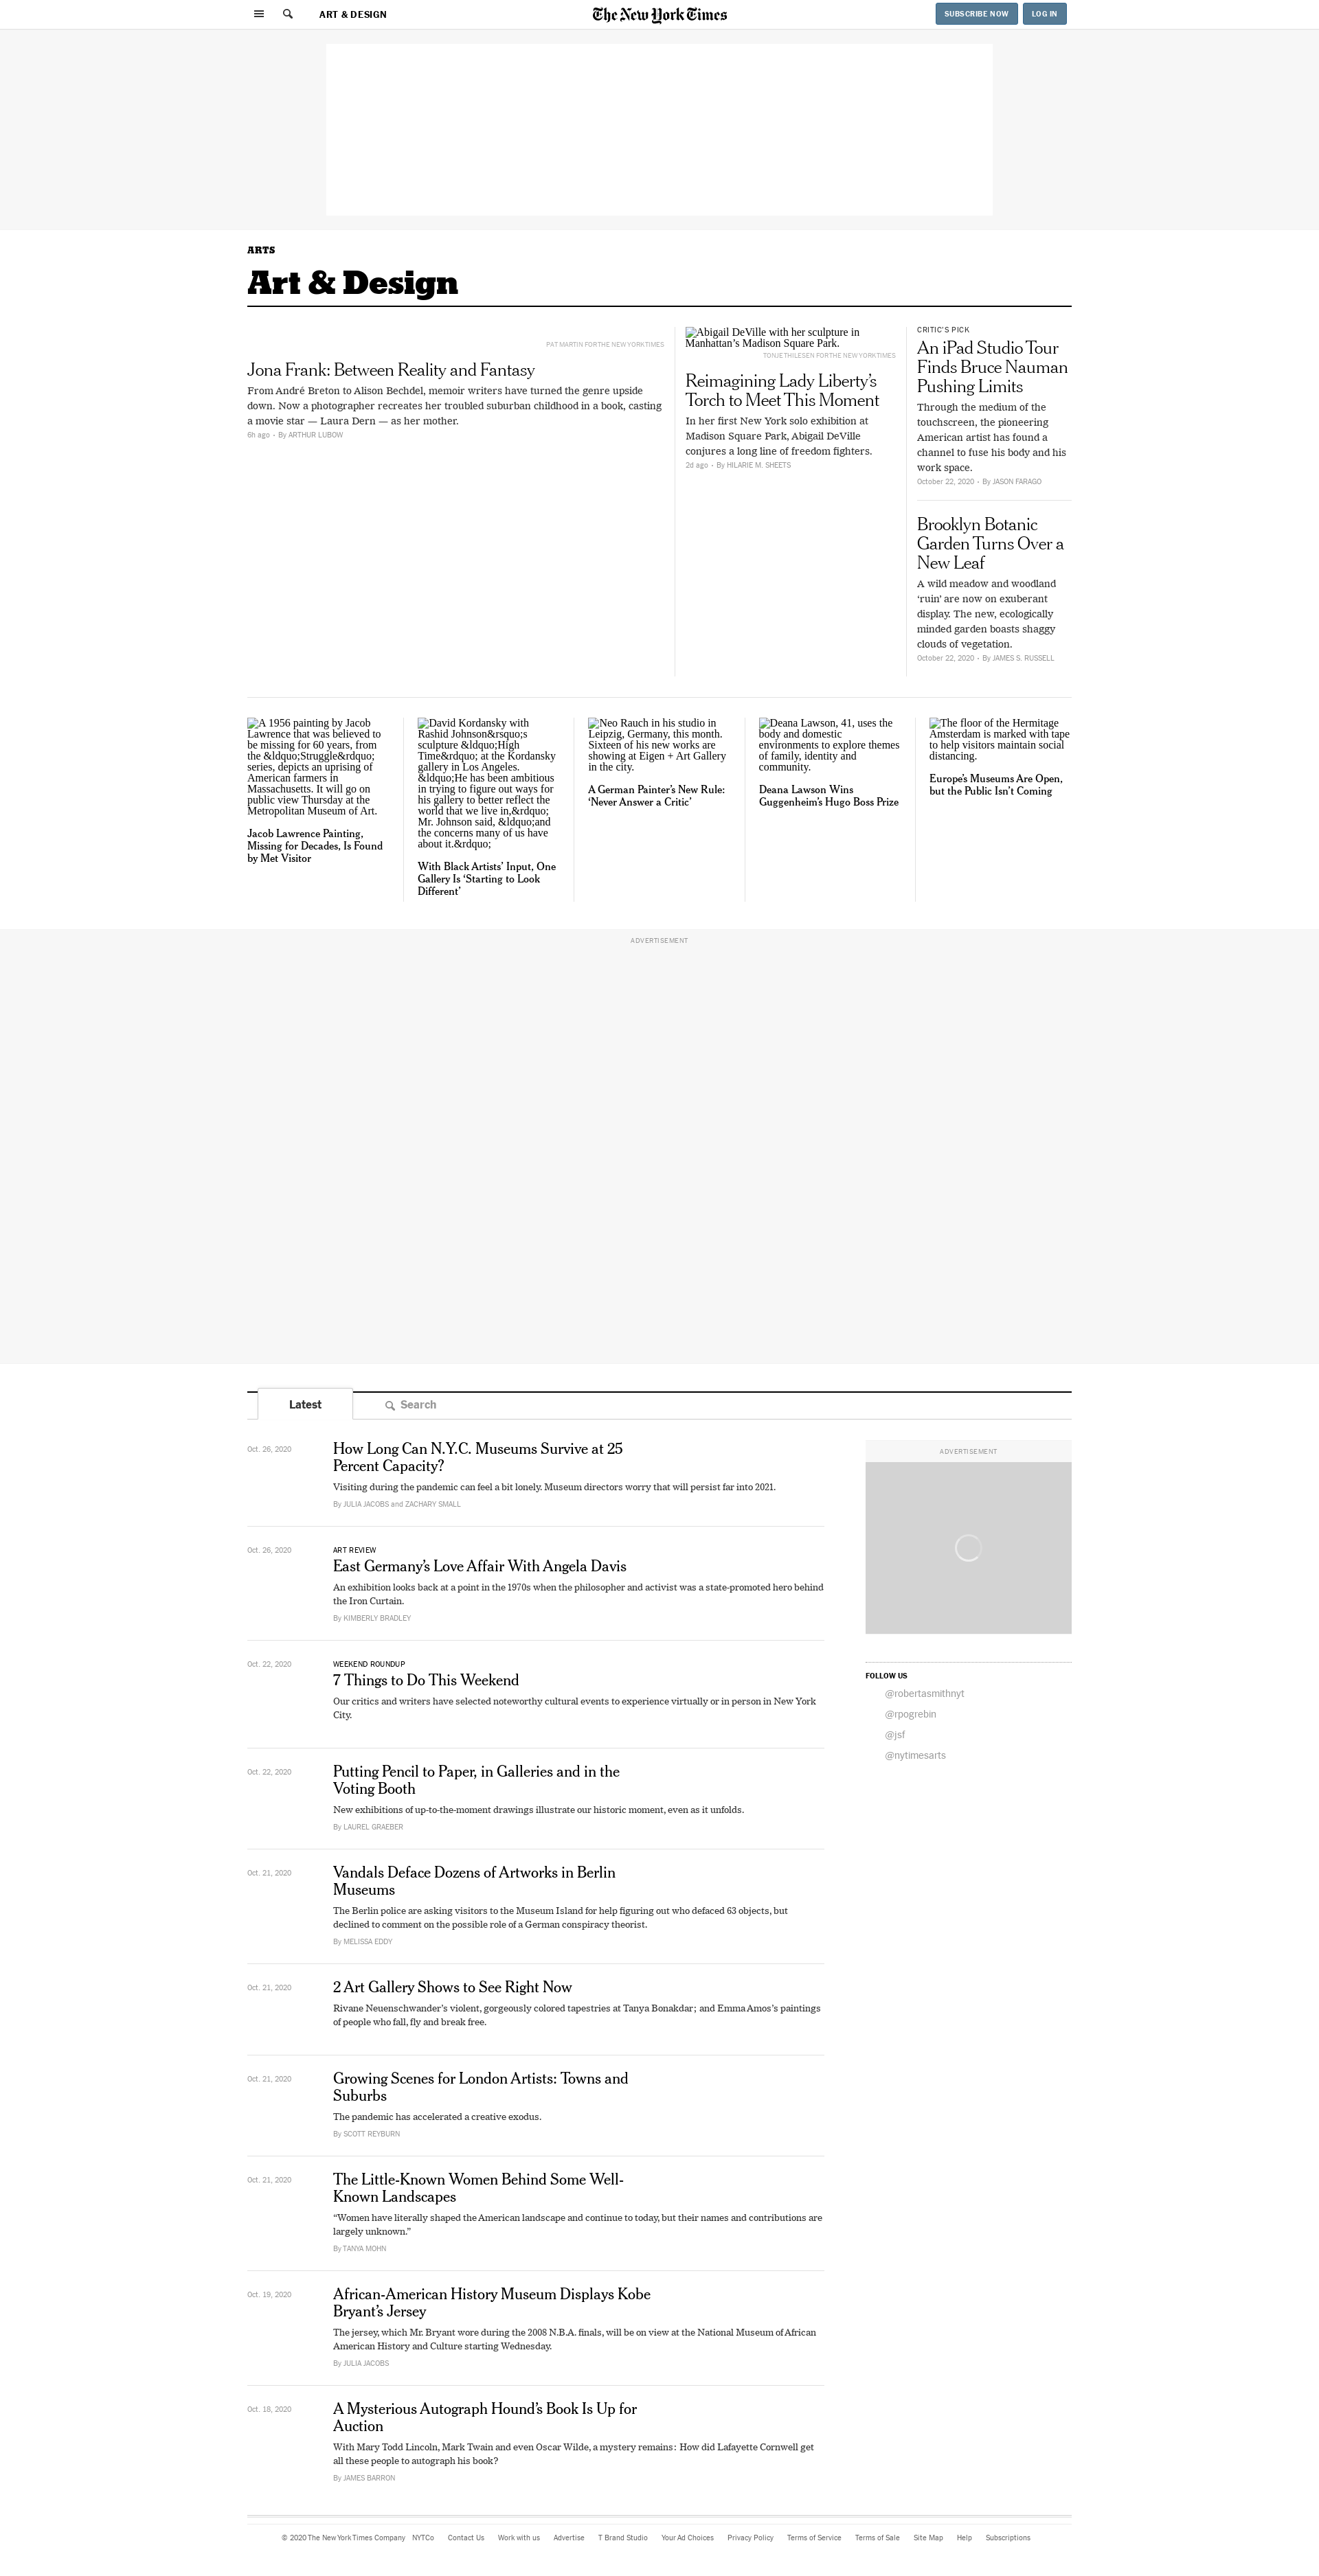 ART & DESIGN
The New York Times
SUBSCRIBE NOW
LOG IN
ARTS
Art & Design
PAT MARTIN FOR THE NEW YORK TIMES
Jona Frank: Between Reality and Fantasy
From André Breton to Alison Bechdel, memoir writers have turned the genre upside
down. Now a photographer recreates her troubled suburban childhood in a book, casting
a movie star — Laura Dern — as her mother.
6h ago • By ARTHUR LUBOW
Abigail DeVille with her sculpture in
Manhattan’s Madison Square Park.
TONJE THILESEN FOR THE NEW YORK TIMES
Reimagining Lady Liberty’s
Torch to Meet This Moment
In her first New York solo exhibition at
Madison Square Park, Abigail DeVille
conjures a long line of freedom fighters.
2d ago • By HILARIE M. SHEETS
CRITIC’S PICK
An iPad Studio Tour
Finds Bruce Nauman
Pushing Limits
Through the medium of the
touchscreen, the pioneering
American artist has found a
channel to fuse his body and his
work space.
October 22, 2020 • By JASON FARAGO
Brooklyn Botanic
Garden Turns Over a
New Leaf
A wild meadow and woodland
‘ruin’ are now on exuberant
display. The new, ecologically
minded garden boasts shaggy
clouds of vegetation.
October 22, 2020 • By JAMES S. RUSSELL
A 1956 painting by Jacob
Lawrence that was believed to
be missing for 60 years, from
the &ldquo;Struggle&rdquo;
series, depicts an uprising of
American farmers in
Massachusetts. It will go on
public view Thursday at the
Metropolitan Museum of Art.
Jacob Lawrence Painting,
Missing for Decades, Is Found
by Met Visitor
David Kordansky with
Rashid Johnson&rsquo;s
sculpture &ldquo;High
Time&rdquo; at the Kordansky
gallery in Los Angeles.
&ldquo;He has been ambitious
in trying to figure out ways for
his gallery to better reflect the
world that we live in,&rdquo;
Mr. Johnson said, &ldquo;and
the concerns many of us have
about it.&rdquo;
With Black Artists’ Input, One
Gallery Is ‘Starting to Look
Different’
Neo Rauch in his studio in
Leipzig, Germany, this month.
Sixteen of his new works are
showing at Eigen + Art Gallery
in the city.
A German Painter’s New Rule:
‘Never Answer a Critic’
Deana Lawson, 41, uses the
body and domestic
environments to explore themes
of family, identity and
community.
Deana Lawson Wins
Guggenheim’s Hugo Boss Prize
The floor of the Hermitage
Amsterdam is marked with tape
to help visitors maintain social
distancing.
Europe’s Museums Are Open,
but the Public Isn’t Coming
ADVERTISEMENT
Latest
Search
Oct. 26, 2020
How Long Can N.Y.C. Museums Survive at 25
Percent Capacity?
Visiting during the pandemic can feel a bit lonely. Museum directors worry that will persist far into 2021.
By JULIA JACOBS and ZACHARY SMALL
Oct. 26, 2020
ART REVIEW
East Germany’s Love Affair With Angela Davis
An exhibition looks back at a point in the 1970s when the philosopher and activist was a state-promoted hero behind
the Iron Curtain.
By KIMBERLY BRADLEY
Oct. 22, 2020
WEEKEND ROUNDUP
7 Things to Do This Weekend
Our critics and writers have selected noteworthy cultural events to experience virtually or in person in New York
City.
Oct. 22, 2020
Putting Pencil to Paper, in Galleries and in the
Voting Booth
New exhibitions of up-to-the-moment drawings illustrate our historic moment, even as it unfolds.
By LAUREL GRAEBER
Oct. 21, 2020
Vandals Deface Dozens of Artworks in Berlin
Museums
The Berlin police are asking visitors to the Museum Island for help figuring out who defaced 63 objects, but
declined to comment on the possible role of a German conspiracy theorist.
By MELISSA EDDY
Oct. 21, 2020
2 Art Gallery Shows to See Right Now
Rivane Neuenschwander’s violent, gorgeously colored tapestries at Tanya Bonakdar; and Emma Amos’s paintings
of people who fall, fly and break free.
Oct. 21, 2020
Growing Scenes for London Artists: Towns and
Suburbs
The pandemic has accelerated a creative exodus.
By SCOTT REYBURN
Oct. 21, 2020
The Little-Known Women Behind Some Well-
Known Landscapes
“Women have literally shaped the American landscape and continue to today, but their names and contributions are
largely unknown.”
By TANYA MOHN
Oct. 19, 2020
African-American History Museum Displays Kobe
Bryant’s Jersey
The jersey, which Mr. Bryant wore during the 2008 N.B.A. finals, will be on view at the National Museum of African
American History and Culture starting Wednesday.
By JULIA JACOBS
Oct. 18, 2020
A Mysterious Autograph Hound’s Book Is Up for
Auction
With Mary Todd Lincoln, Mark Twain and even Oscar Wilde, a mystery remains: How did Lafayette Cornwell get
all these people to autograph his book?
By JAMES BARRON
ADVERTISEMENT
FOLLOW US
@robertasmithnyt
@rpogrebin
@jsf
@nytimesarts
© 2020 The New York Times Company NYTCo Contact Us Work with us Advertise T Brand Studio Your Ad Choices Privacy Policy Terms of Service Terms of Sale Site Map Help Subscriptions